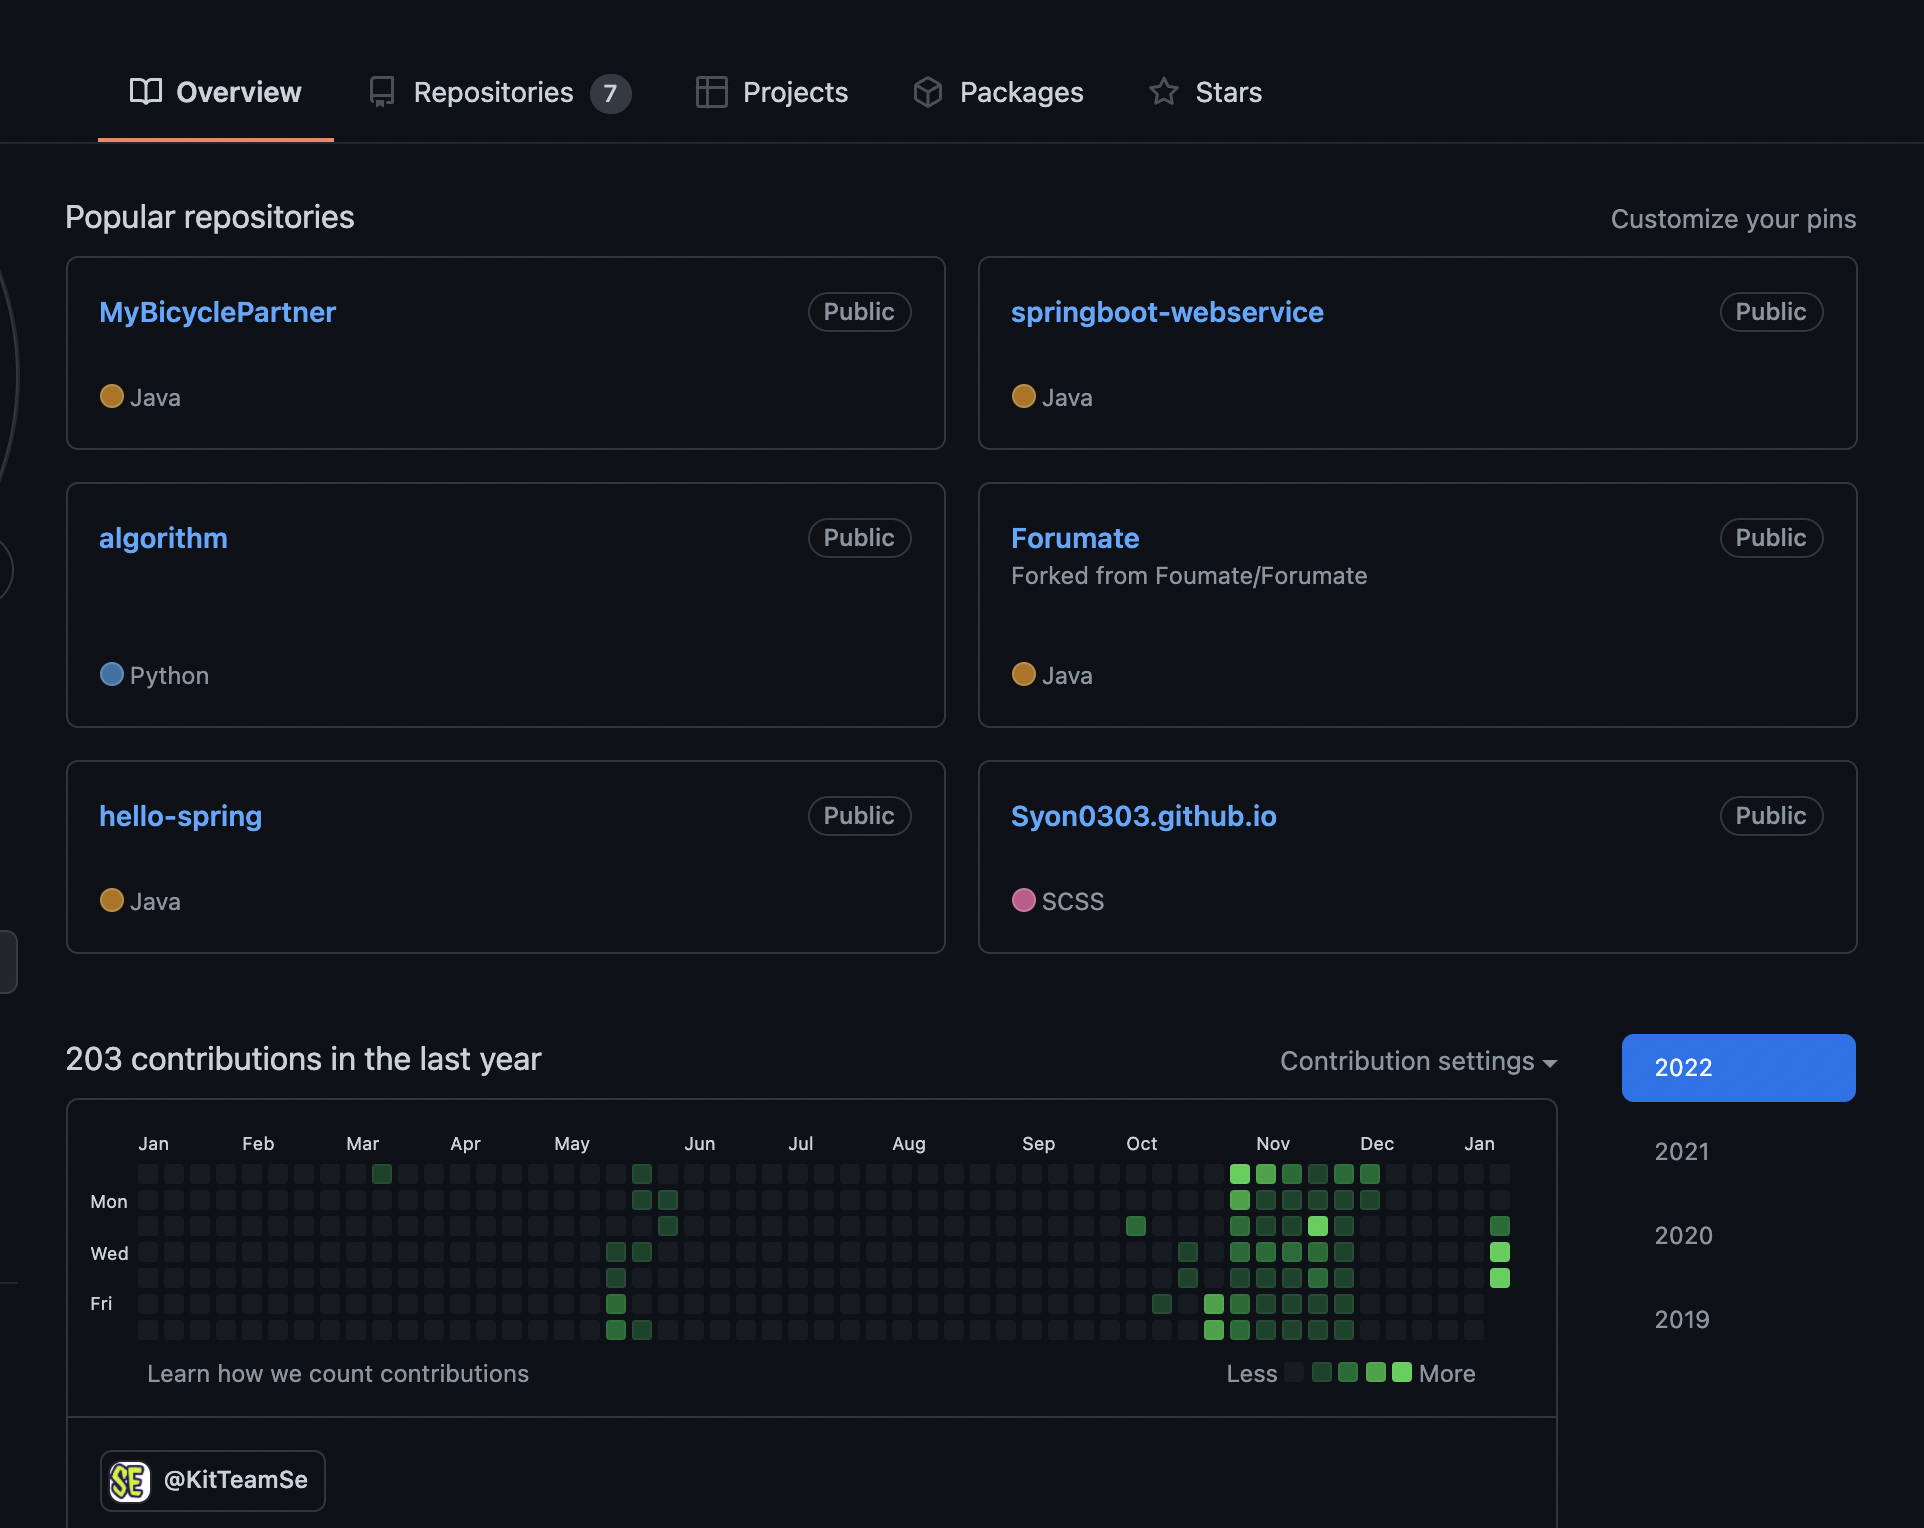 Overview Repositories 7 Projects Packages Stars
Popular repositories Customize your pins
MyBicyclePartner Public
Java
springboot-webservice Public
Java
algorithm Public
Python
Forumate Public
Forked from Foumate/Forumate
Java
hello-spring Public
Java
Syon0303.github.io Public
SCSS
203 contributions in the last year Contribution settings
2022
2021
2020
2019
Jan Feb Mar Apr May Jun Jul Aug Sep Oct Nov Dec Jan
Mon
Wed
Fri
Learn how we count contributions Less More
SE @KitTeamSe